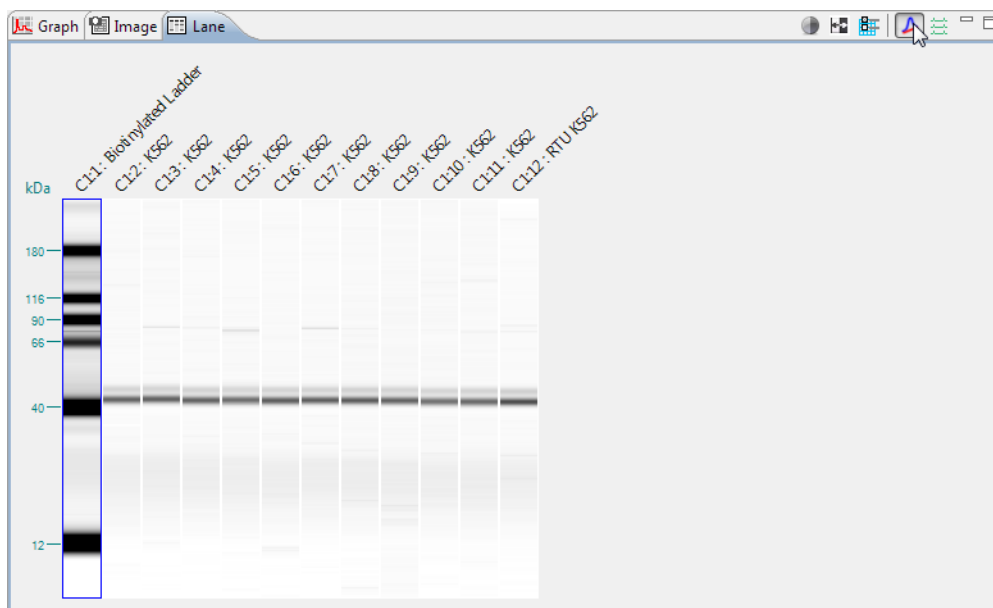 Graph Image Lane
C1:1 : Biotinylated Ladder
C1:2 : K562
C1:3 : K562
C1:4 : K562
C1:5 : K562
C1:6 : K562
C1:7 : K562
C1:8 : K562
C1:9 : K562
C1:10 : K562
C1:11 : K562
C1:12 : RTU K562
kDa
180
116
90
66
40
12